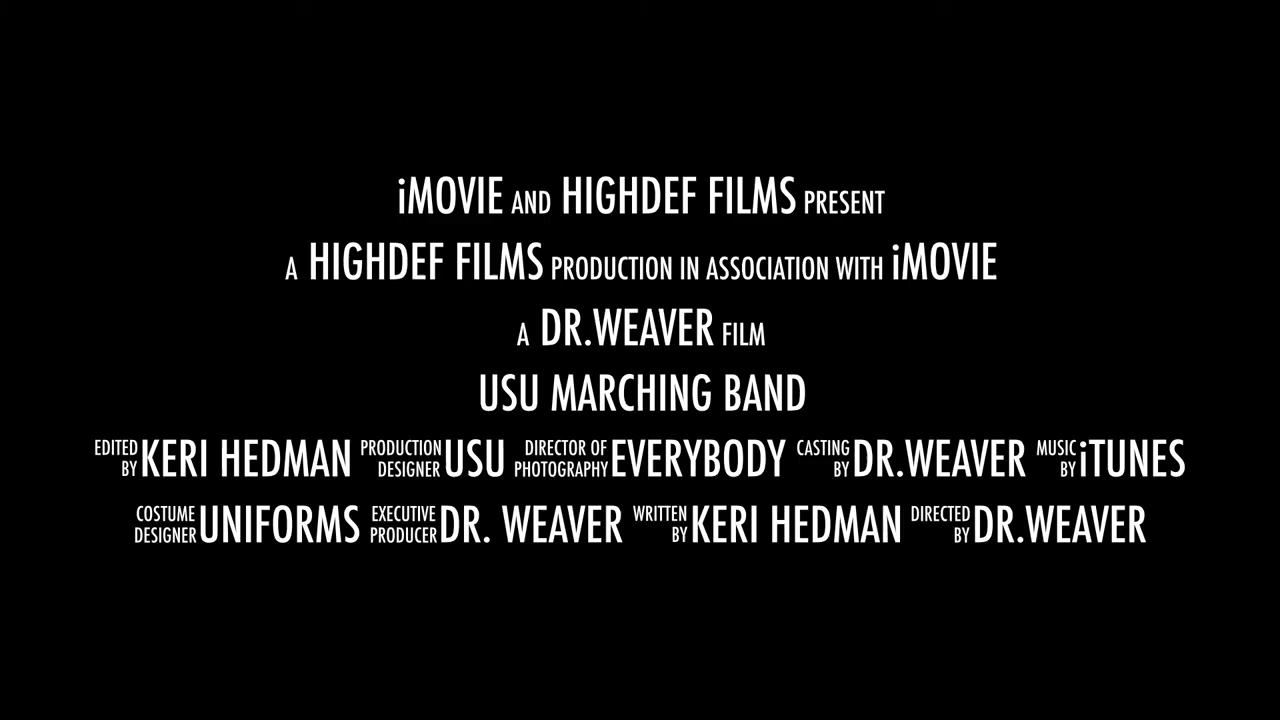 iMOVIE AND HIGHDEF FILMS PRESENT
A HIGHDEF FILMS PRODUCTION IN ASSOCIATION WITH iMOVIE
A DR.WEAVER FILM
USU MARCHING BAND
EDITED BY KERI HEDMAN PRODUCTION DESIGNER USU DIRECTOR OF PHOTOGRAPHY EVERYBODY CASTING BY DR.WEAVER MUSIC BY iTUNES
COSTUME DESIGNER UNIFORMS EXECUTIVE PRODUCER DR. WEAVER WRITTEN BY KERI HEDMAN DIRECTED BY DR.WEAVER